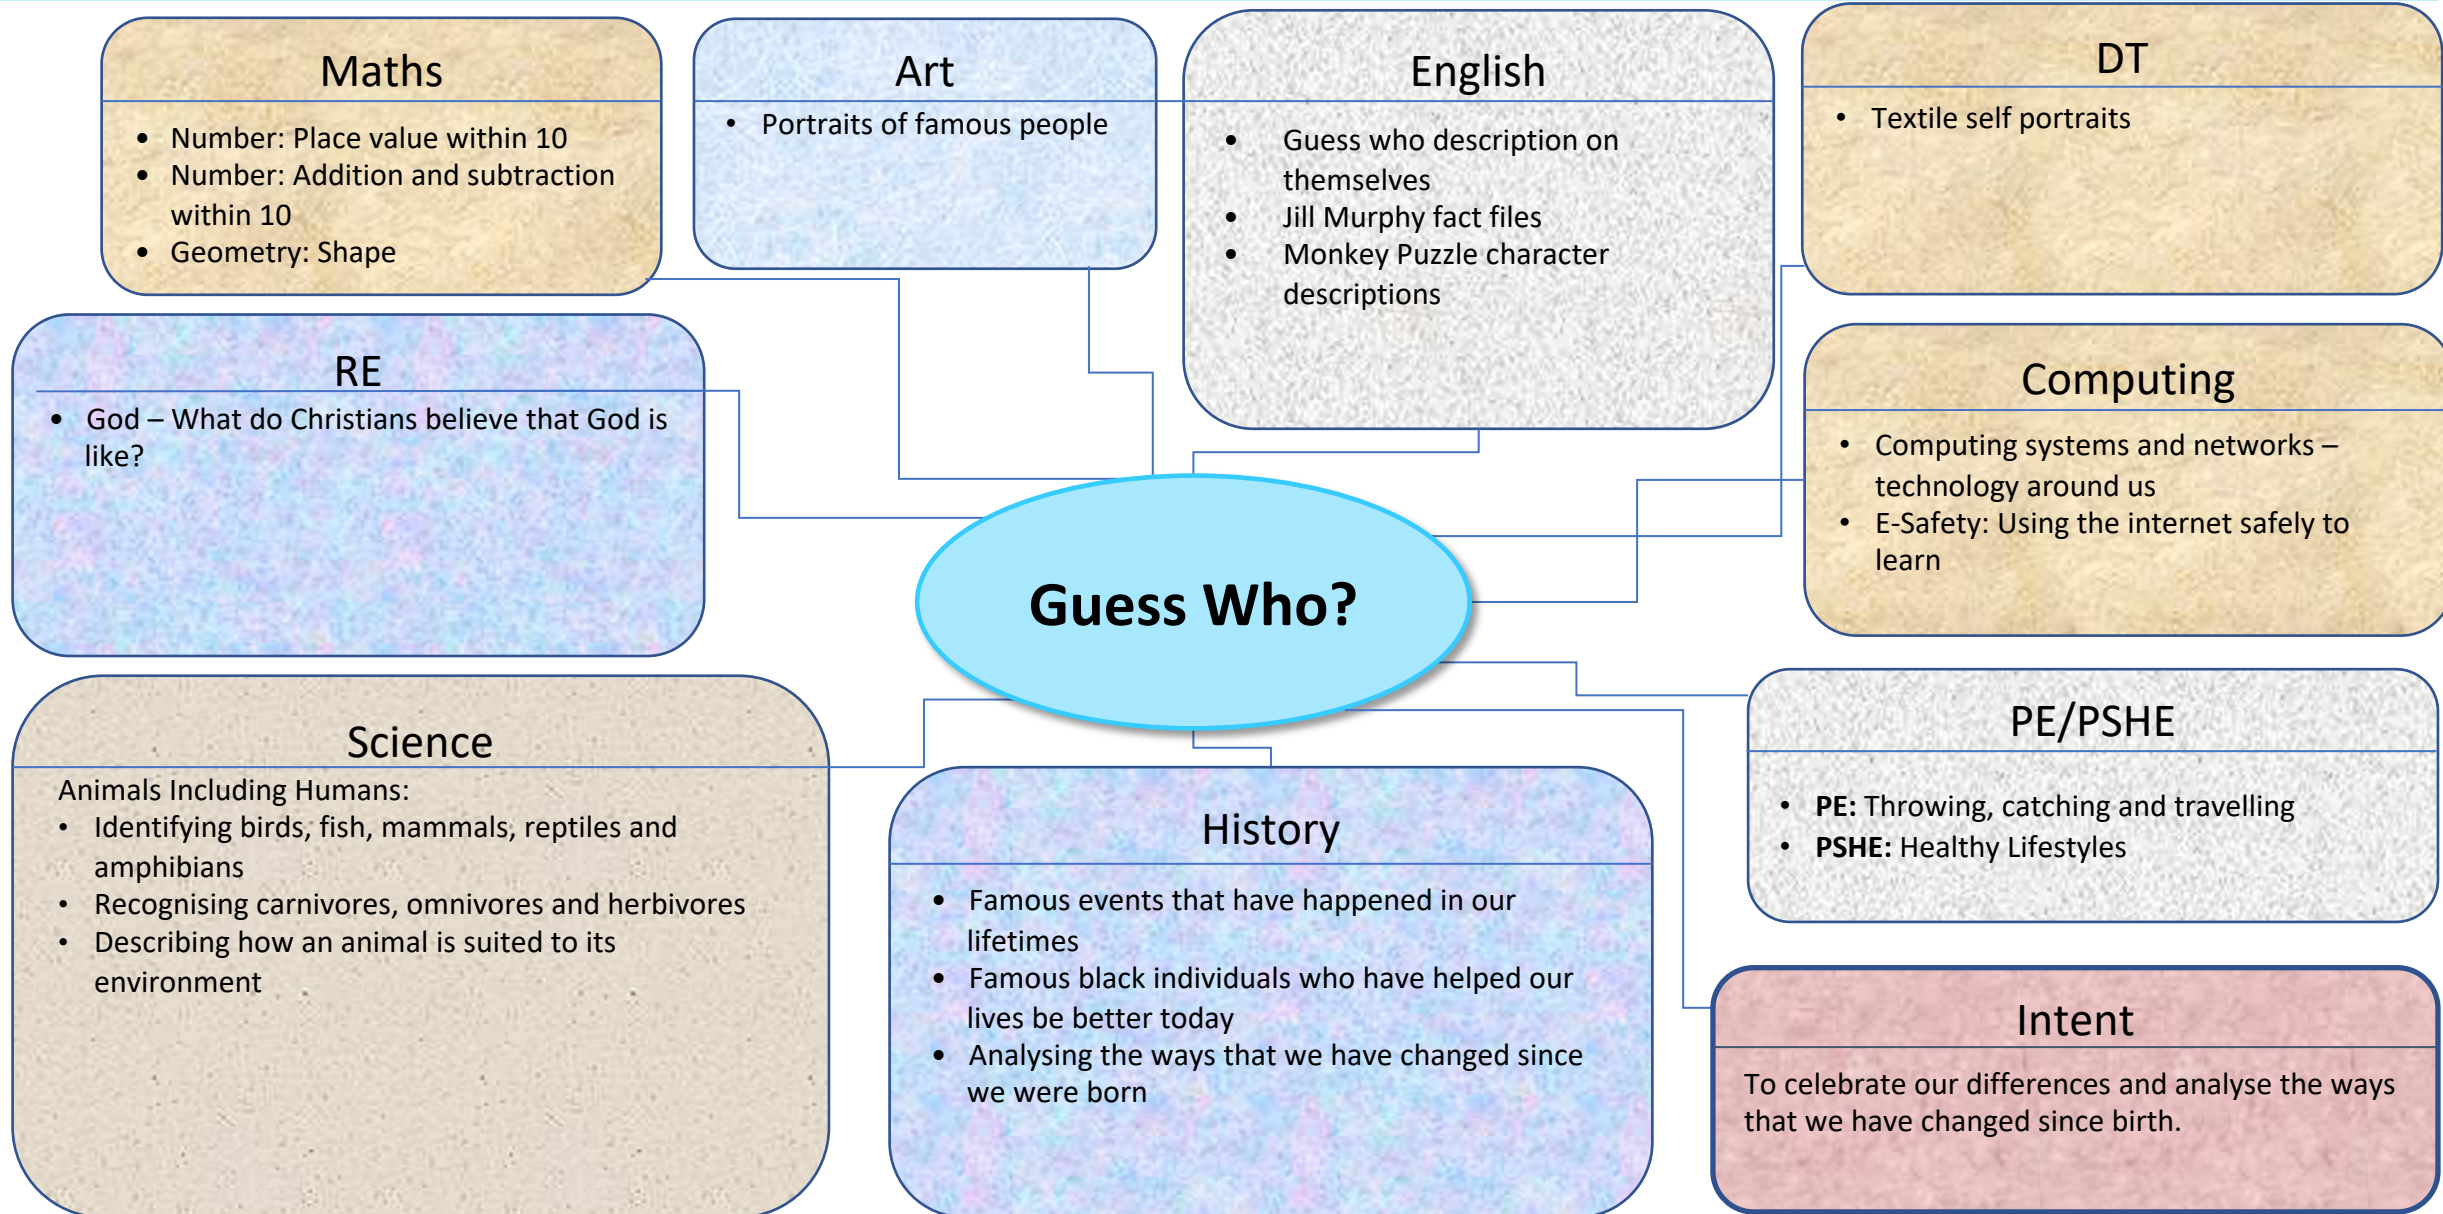 Maths
• Number: Place value within 10
• Number: Addition and subtraction
within 10
• Geometry: Shape
Art
• Portraits of famous people
English
• Guess who description on
themselves
• Jill Murphy fact files
• Monkey Puzzle character
descriptions
DT
• Textile self portraits
RE
• God – What do Christians believe that God is
like?
Computing
• Computing systems and networks –
technology around us
• E-Safety: Using the internet safely to
learn
Guess Who?
Science
Animals Including Humans:
• Identifying birds, fish, mammals, reptiles and
amphibians
• Recognising carnivores, omnivores and herbivores
• Describing how an animal is suited to its
environment
History
• Famous events that have happened in our
lifetimes
• Famous black individuals who have helped our
lives be better today
• Analysing the ways that we have changed since
we were born
PE/PSHE
• PE: Throwing, catching and travelling
• PSHE: Healthy Lifestyles
Intent
To celebrate our differences and analyse the ways
that we have changed since birth.